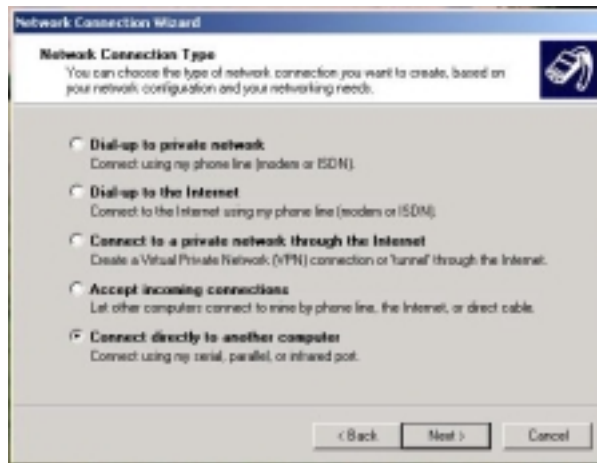 Network Connection Wizard
Network Connection Type
You can choose the type of network connection you want to create, based on
your network configuration and your networking needs.
Dial-up to private network
Connect using my phone line (modem or ISDN).
Dial-up to the Internet
Connect to the Internet using my phone line (modem or ISDN).
Connect to a private network through the Internet
Create a Virtual Private Network (VPN) connection or 'tunnel' through the Internet.
Accept incoming connections
Let other computers connect to mine by phone line, the Internet, or direct cable.
Connect directly to another computer
Connect using my serial, parallel, or infrared port.
< Back Next > Cancel